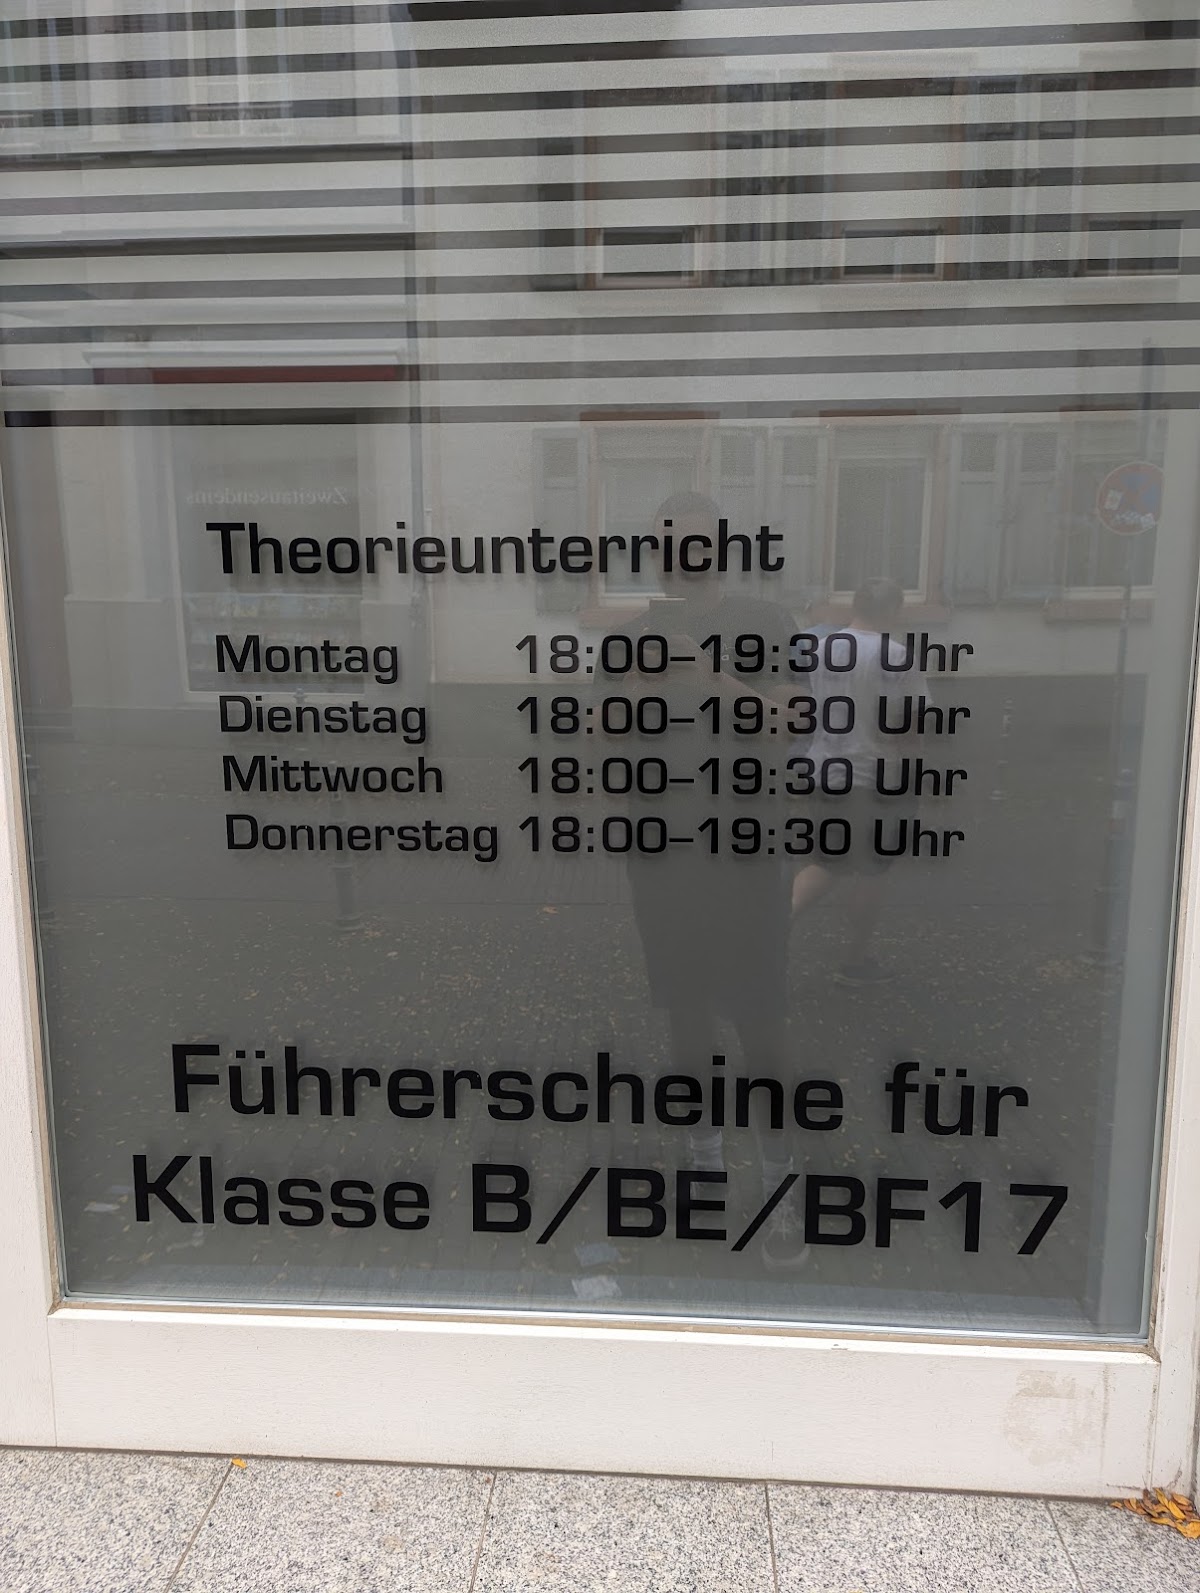 Zweitausendeins
Theorieunterricht
Montag 18:00–19:30 Uhr
Dienstag 18:00–19:30 Uhr
Mittwoch 18:00–19:30 Uhr
Donnerstag 18:00–19:30 Uhr
Führerscheine für
Klasse B/BE/BF17